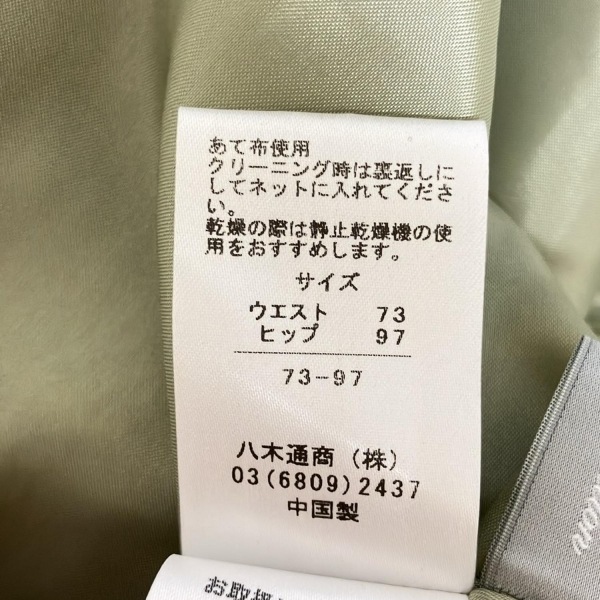 あて布使用
クリーニング時は裏返しに
してネットに入れてくださ
い。
乾燥の際は静止乾燥機の使
用をおすすめします。
サイズ
ウエスト 73
ヒップ 97
73-97
八木通商（株）
03(6809)2437
中国製
お取扱